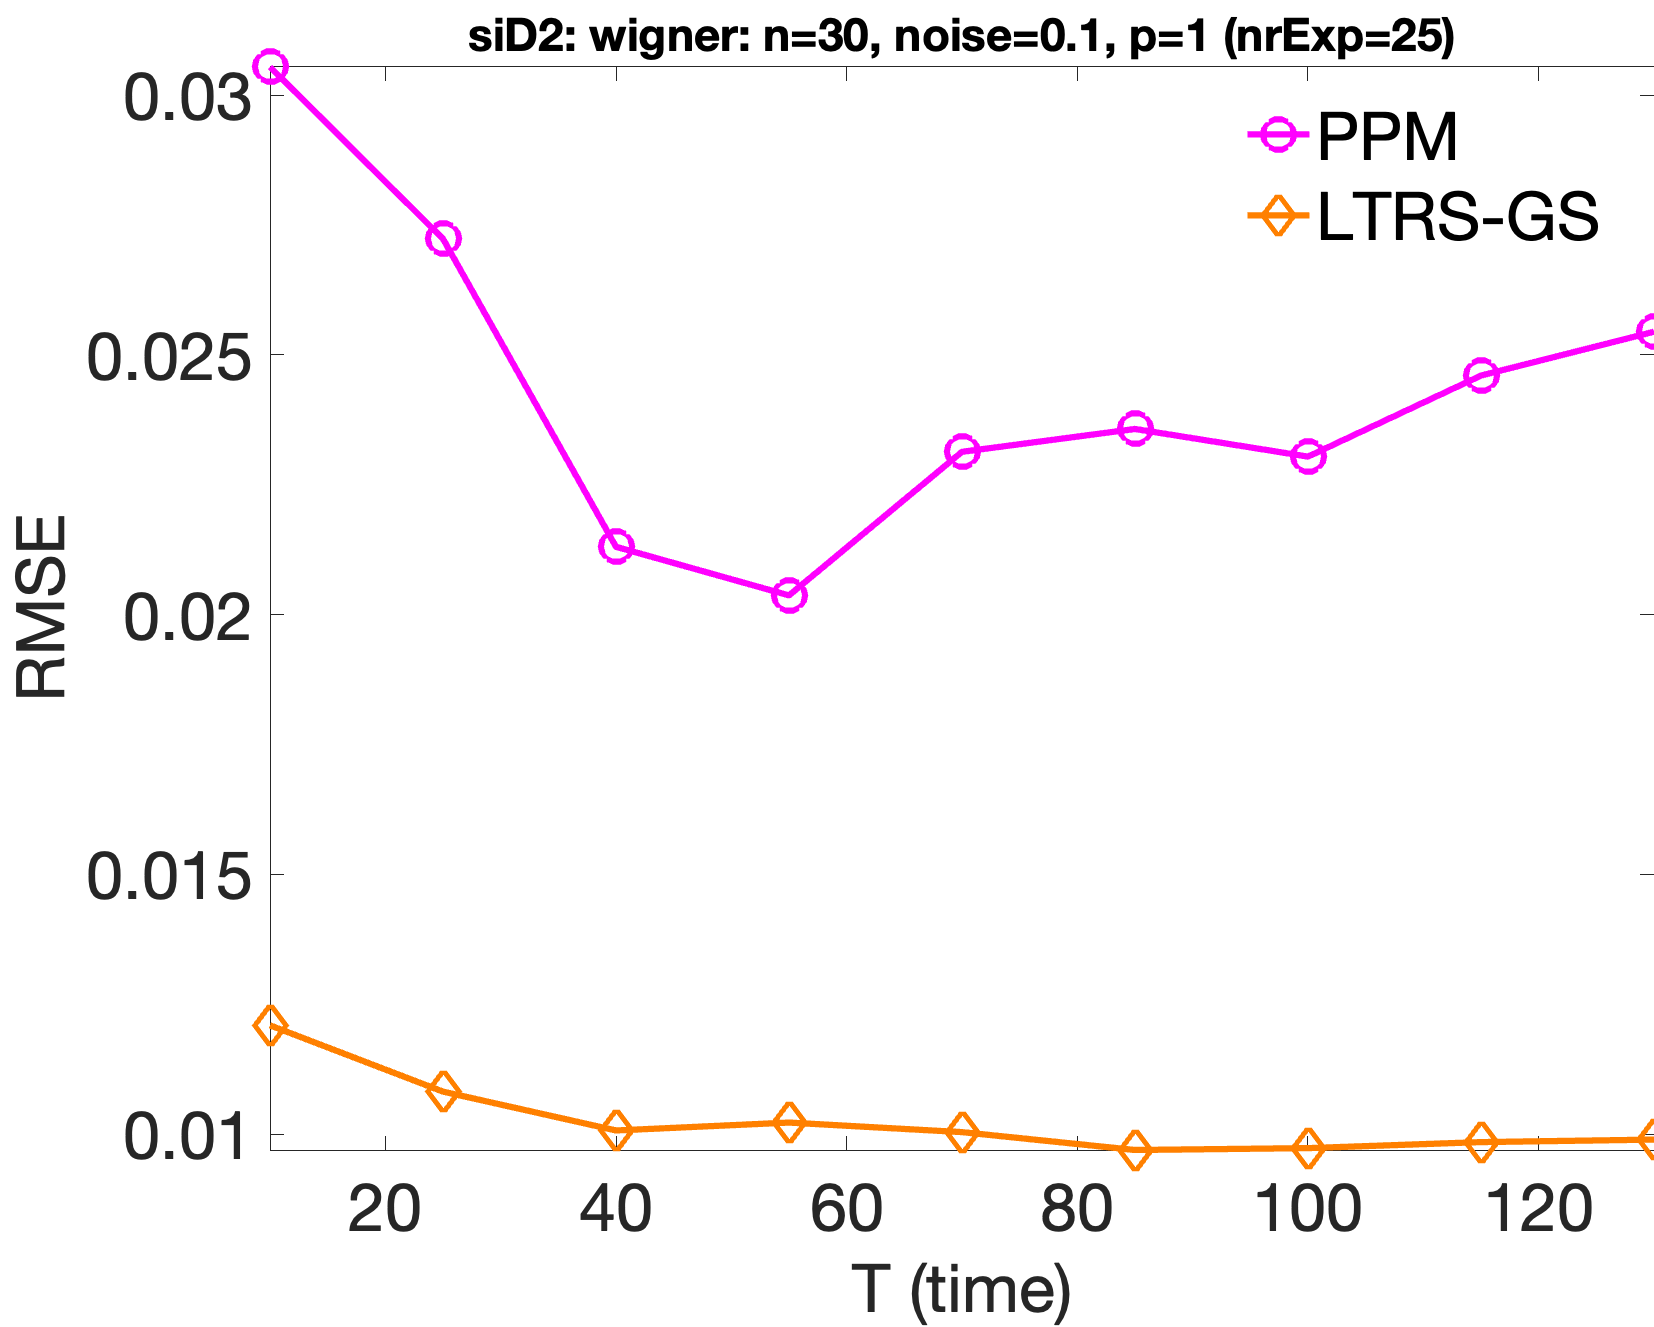 siD2: wigner: n=30, noise=0.1, p=1 (nrExp=25)
PPM
LTRS-GS
RMSE
0.03
0.025
0.02
0.015
0.01
20 40 60 80 100 120
T (time)